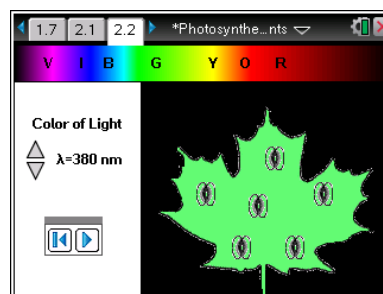 1.7 2.1 2.2 *Photosynthe…nts
V I B G Y O R
Color of Light
λ=380 nm